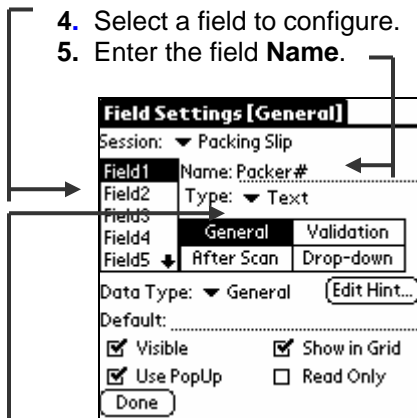 4. Select a field to configure.
5. Enter the field Name.
Field Settings [General]
Session: Packing Slip
Field1
Name: Packer#
Field2
Type: Text
Field3
Field4
General
Validation
Field5
After Scan
Drop-down
Data Type: General
Edit Hint...
Default:
Visible
Show in Grid
Use PopUp
Read Only
Done